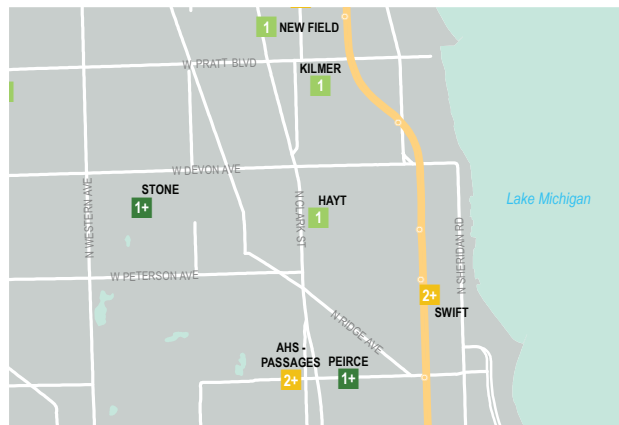 1 NEW FIELD
W PRATT BLVD
KILMER
1
W DEVON AVE
STONE
1+
N WESTERN AVE
N CLARK ST
HAYT
1
Lake Michigan
N SHERIDAN RD
W PETERSON AVE
2+
SWIFT
N RIDGE AVE
AHS -
PASSAGES
2+
PEIRCE
1+